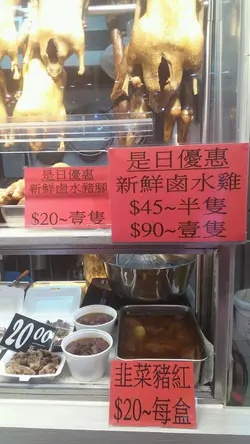 是日優惠
新鮮鹵水豬腳
$20~壹隻
是日優惠
新鮮鹵水雞
$45~半隻
$90~壹隻
20.00
韭菜豬紅
$20~每盒